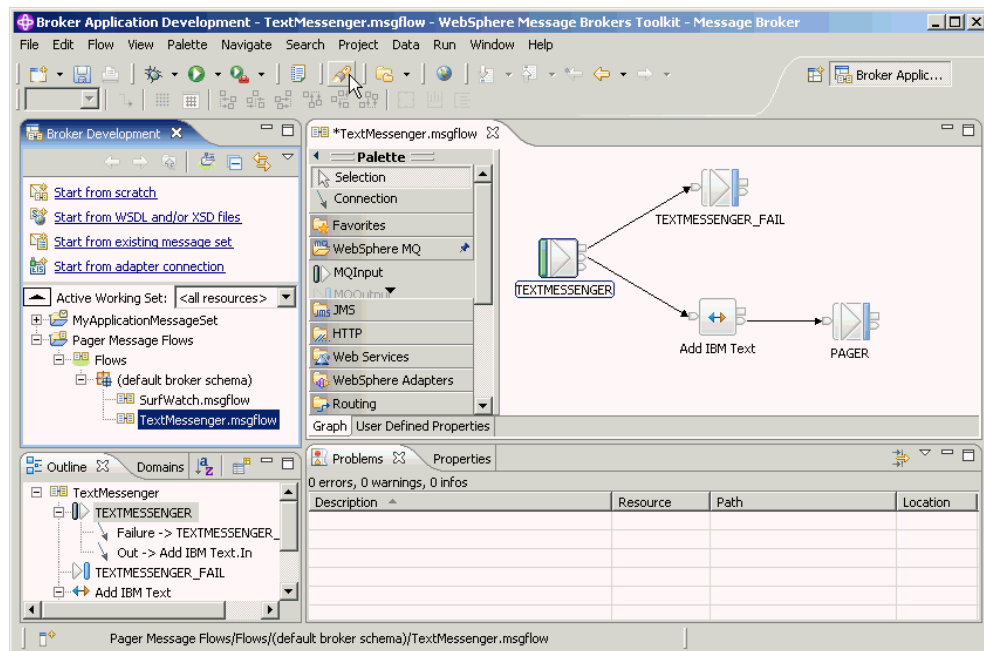 Broker Application Development - TextMessenger.msgflow - WebSphere Message Brokers Toolkit - Message Broker
File Edit Flow View Palette Navigate Search Project Data Run Window Help
Broker Applic...
Broker Development
Start from scratch
Start from WSDL and/or XSD files
Start from existing message set
Start from adapter connection
Active Working Set: <all resources>
MyApplicationMessageSet
Pager Message Flows
Flows
(default broker schema)
SurfWatch.msgflow
TextMessenger.msgflow
*TextMessenger.msgflow
Palette
Selection
Connection
Favorites
WebSphere MQ
MQInput
MQOutput
JMS
HTTP
Web Services
WebSphere Adapters
Routing
Graph User Defined Properties
TEXTMESSENGER_FAIL
TEXTMESSENGER
Add IBM Text
PAGER
Outline Domains
TextMessenger
TEXTMESSENGER
Failure -> TEXTMESSENGER_
Out -> Add IBM Text.In
TEXTMESSENGER_FAIL
Add IBM Text
Problems Properties
0 errors, 0 warnings, 0 infos
Description Resource Path Location
Pager Message Flows/Flows/(default broker schema)/TextMessenger.msgflow